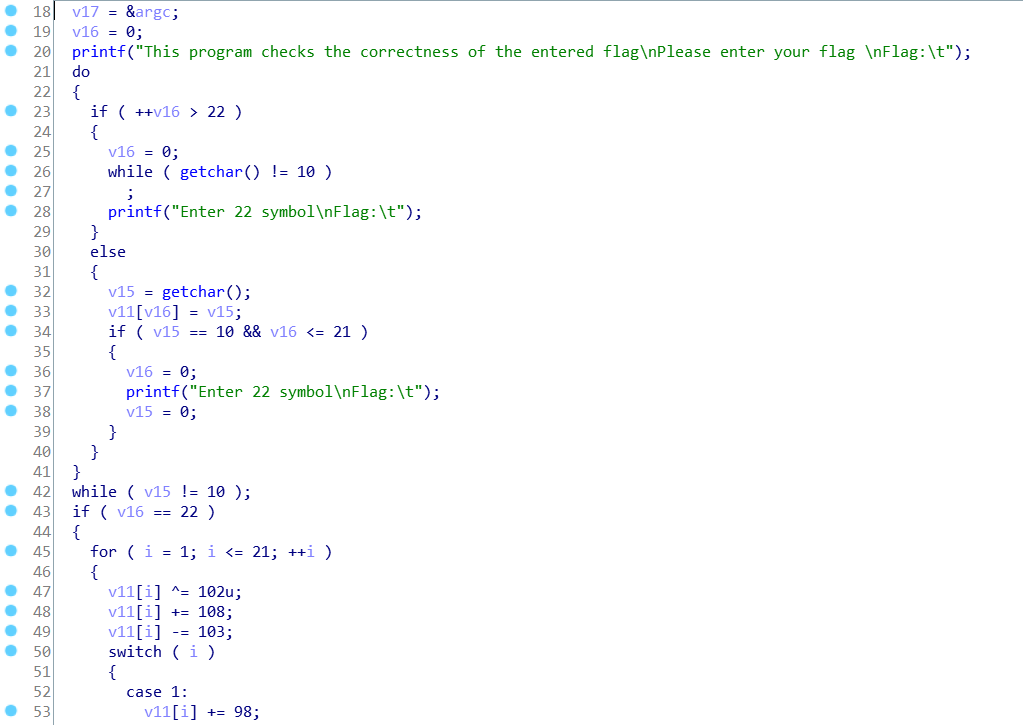 18 v17 = &argc;
19 v16 = 0;
20 printf("This program checks the correctness of the entered flag\nPlease enter your flag \nFlag:\t");
21 do
22 {
23 if ( ++v16 > 22 )
24 {
25 v16 = 0;
26 while ( getchar() != 10 )
27 ;
28 printf("Enter 22 symbol\nFlag:\t");
29 }
30 else
31 {
32 v15 = getchar();
33 v11[v16] = v15;
34 if ( v15 == 10 && v16 <= 21 )
35 {
36 v16 = 0;
37 printf("Enter 22 symbol\nFlag:\t");
38 v15 = 0;
39 }
40 }
41 }
42 while ( v15 != 10 );
43 if ( v16 == 22 )
44 {
45 for ( i = 1; i <= 21; ++i )
46 {
47 v11[i] ^= 102u;
48 v11[i] += 108;
49 v11[i] -= 103;
50 switch ( i )
51 {
52 case 1:
53 v11[i] += 98;